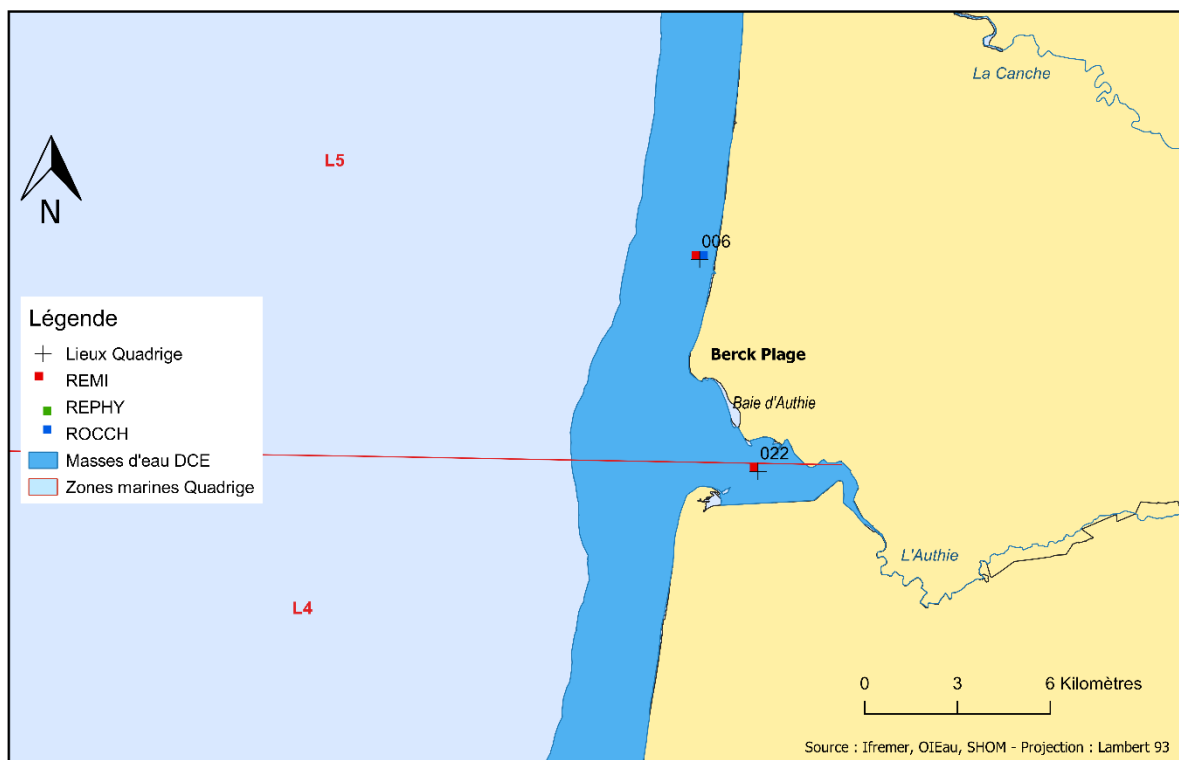 La Canche
L5
N
006
Légende
Lieux Quadrige
REMI
REPHY
ROCCH
Masses d'eau DCE
Zones marines Quadrige
Berck Plage
Baie d'Authie
022
L'Authie
L4
0 3 6 Kilomètres
Source : Ifremer, OIEau, SHOM - Projection : Lambert 93